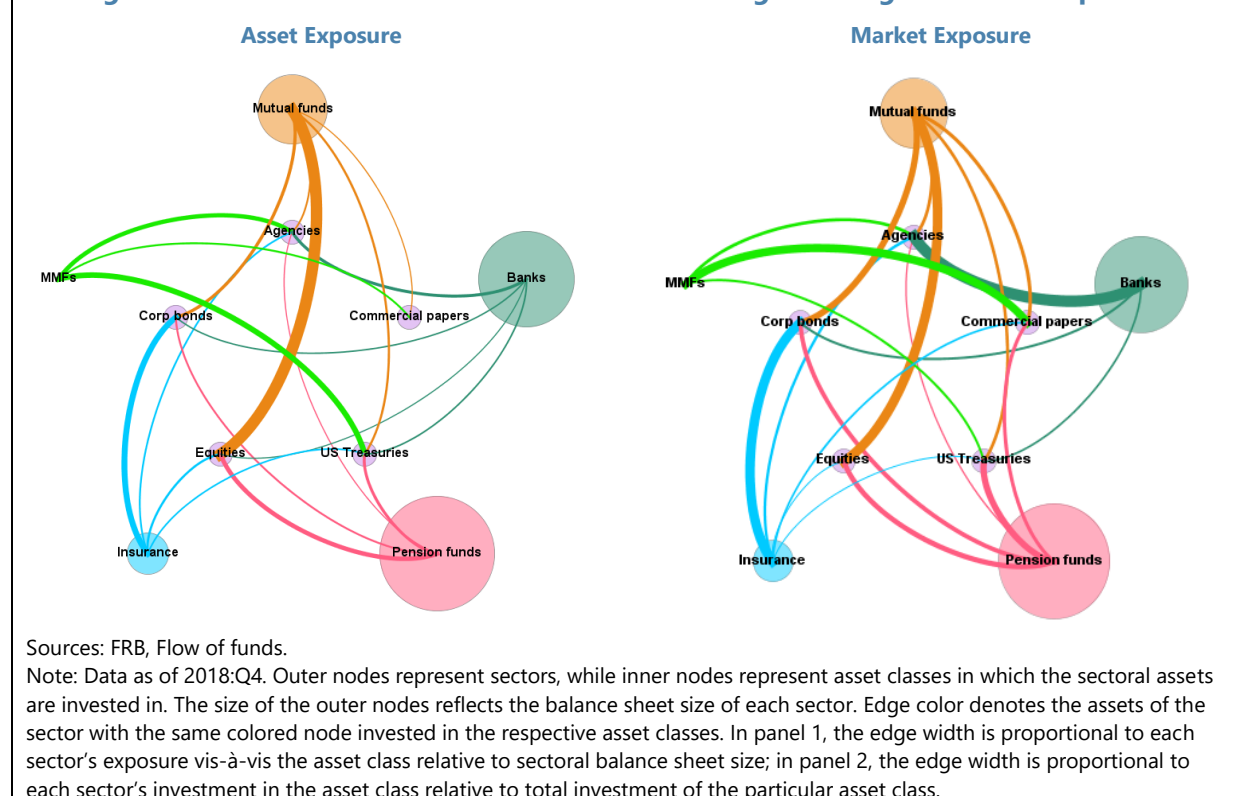 Asset Exposure
Market Exposure
Mutual funds
Agencies
MMFs
Banks
Corp bonds
Commercial papers
Equities
US Treasuries
Insurance
Pension funds
Mutual funds
Agencies
MMFs
Banks
Corp bonds
Commercial papers
Equities
US Treasuries
Insurance
Pension funds
Sources: FRB, Flow of funds.
Note: Data as of 2018:Q4. Outer nodes represent sectors, while inner nodes represent asset classes in which the sectoral assets
are invested in. The size of the outer nodes reflects the balance sheet size of each sector. Edge color denotes the assets of the
sector with the same colored node invested in the respective asset classes. In panel 1, the edge width is proportional to each
sector’s exposure vis-à-vis the asset class relative to sectoral balance sheet size; in panel 2, the edge width is proportional to
each sector’s investment in the asset class relative to total investment of the particular asset class.